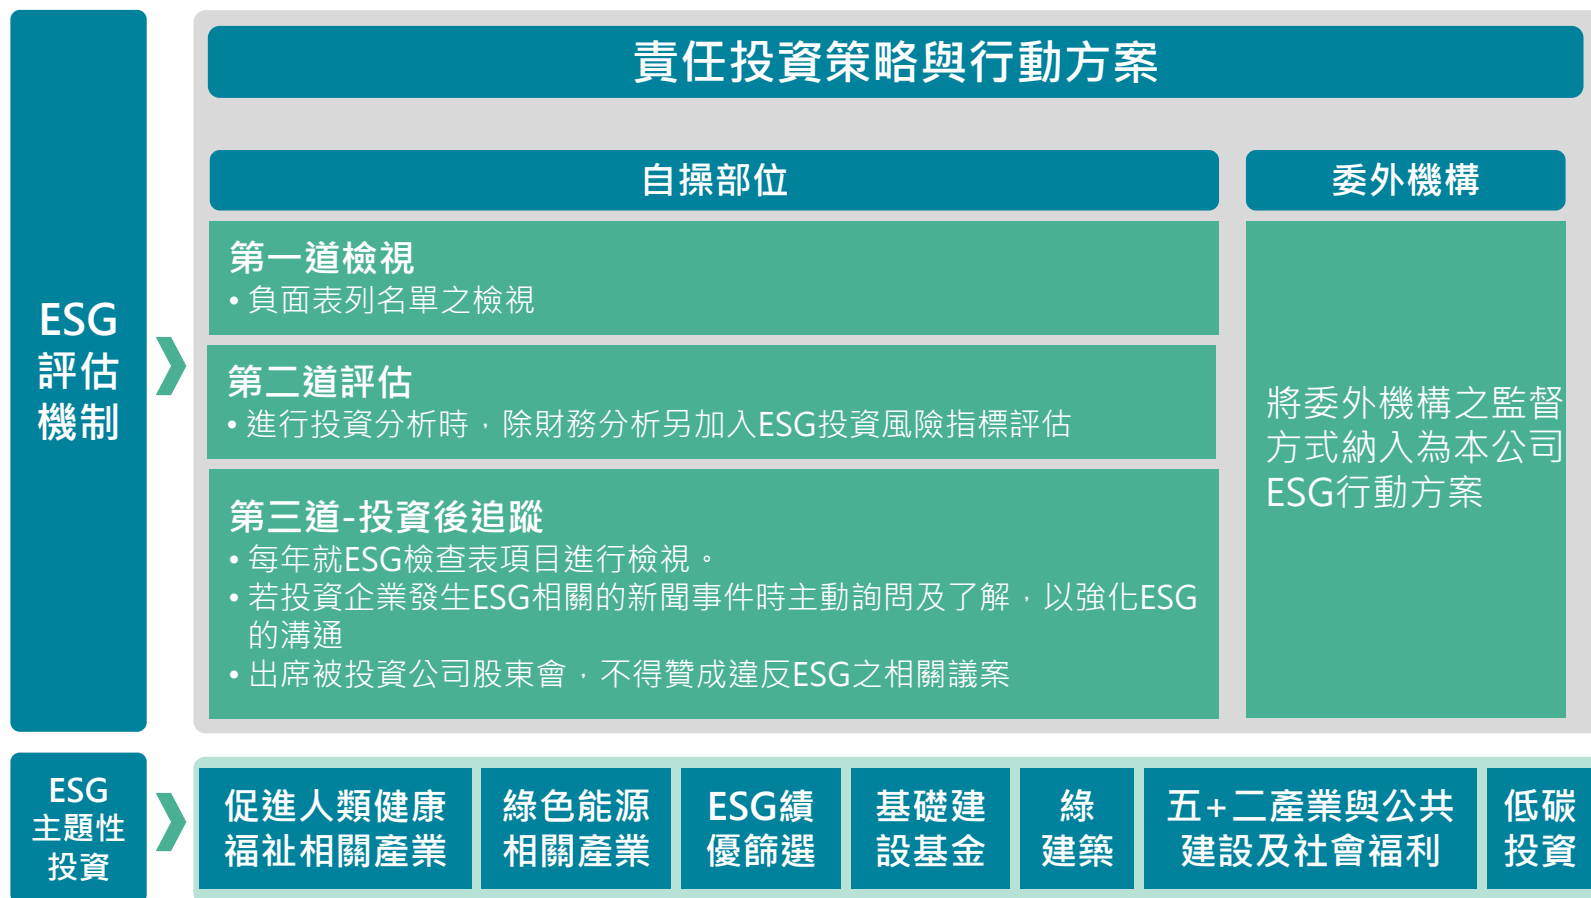 ESG
評估
機制
責任投資策略與行動方案
自操部位
第一道檢視
• 負面表列名單之檢視
第二道評估
• 進行投資分析時，除財務分析另加入ESG投資風險指標評估
第三道-投資後追蹤
• 每年就ESG檢查表項目進行檢視。
• 若投資企業發生ESG相關的新聞事件時主動詢問及了解，以強化ESG
的溝通
• 出席被投資公司股東會，不得贊成違反ESG之相關議案
委外機構
將委外機構之監督
方式納入為本公司
ESG行動方案
ESG
主題性
投資
促進人類健康
福祉相關產業
綠色能源
相關產業
ESG績
優篩選
基礎建
設基金
綠
建築
五+二產業與公共
建設及社會福利
低碳
投資